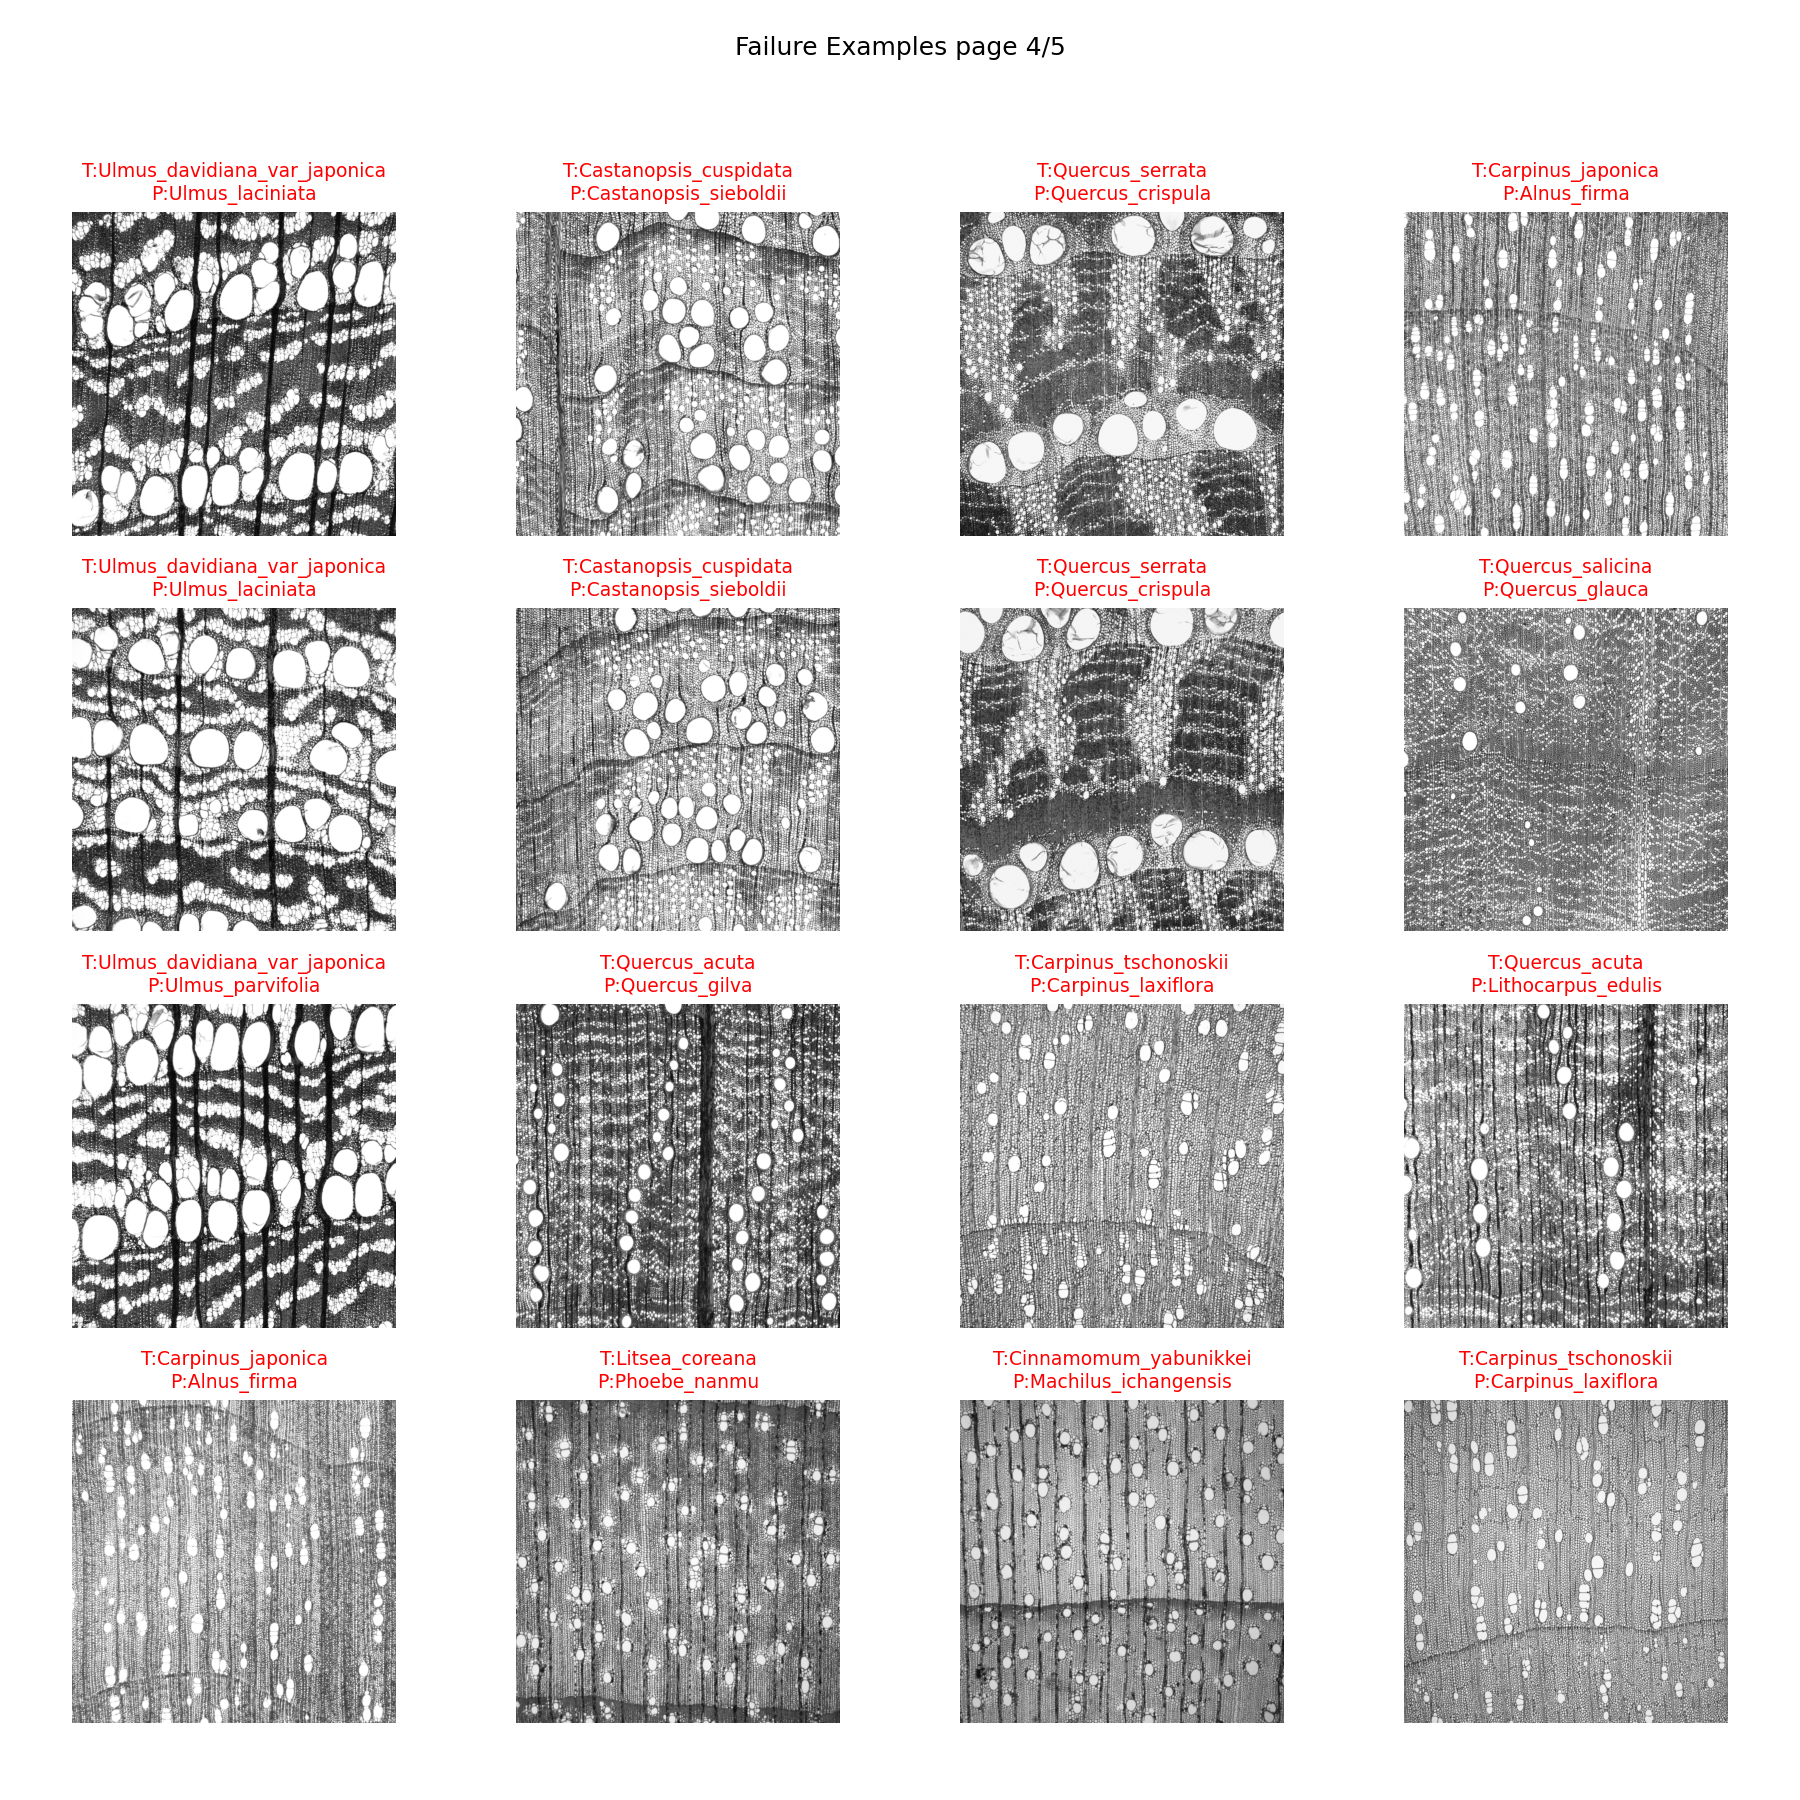 Failure Examples page 4/5
T:Ulmus_davidiana_var_japonica
P:Ulmus_laciniata
T:Castanopsis_cuspidata
P:Castanopsis_sieboldii
T:Quercus_serrata
P:Quercus_crispula
T:Carpinus_japonica
P:Alnus_firma
T:Ulmus_davidiana_var_japonica
P:Ulmus_laciniata
T:Castanopsis_cuspidata
P:Castanopsis_sieboldii
T:Quercus_serrata
P:Quercus_crispula
T:Quercus_salicina
P:Quercus_glauca
T:Ulmus_davidiana_var_japonica
P:Ulmus_parvifolia
T:Quercus_acuta
P:Quercus_gilva
T:Carpinus_tschonoskii
P:Carpinus_laxiflora
T:Quercus_acuta
P:Lithocarpus_edulis
T:Carpinus_japonica
P:Alnus_firma
T:Litsea_coreana
P:Phoebe_nanmu
T:Cinnamomum_yabunikkei
P:Machilus_ichangensis
T:Carpinus_tschonoskii
P:Carpinus_laxiflora